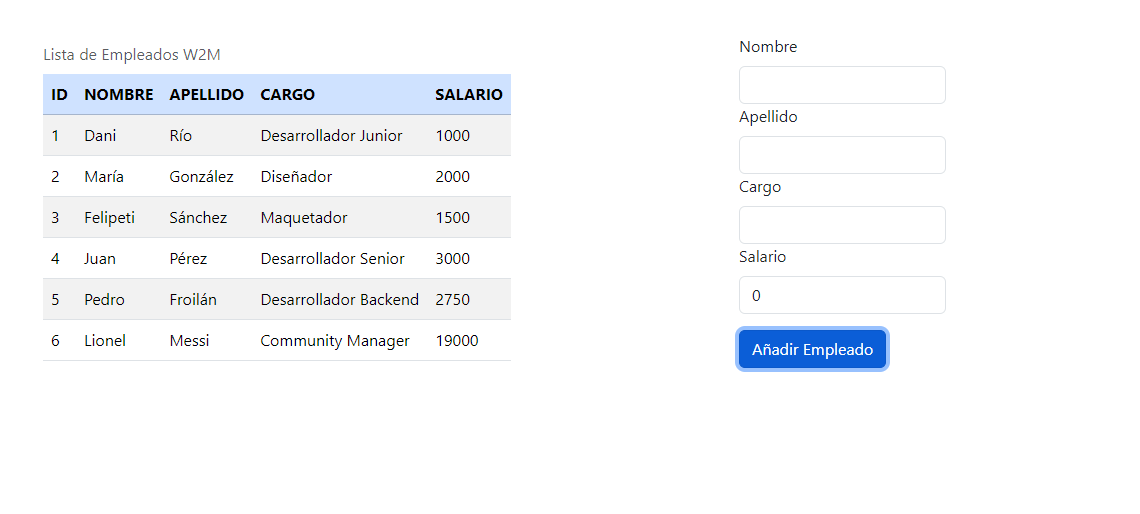 Lista de Empleados W2M
ID NOMBRE APELLIDO CARGO SALARIO
1 Dani Río Desarrollador Junior 1000
2 María González Diseñador 2000
3 Felipeti Sánchez Maquetador 1500
4 Juan Pérez Desarrollador Senior 3000
5 Pedro Froilán Desarrollador Backend 2750
6 Lionel Messi Community Manager 19000
Nombre
Apellido
Cargo
Salario
0
Añadir Empleado